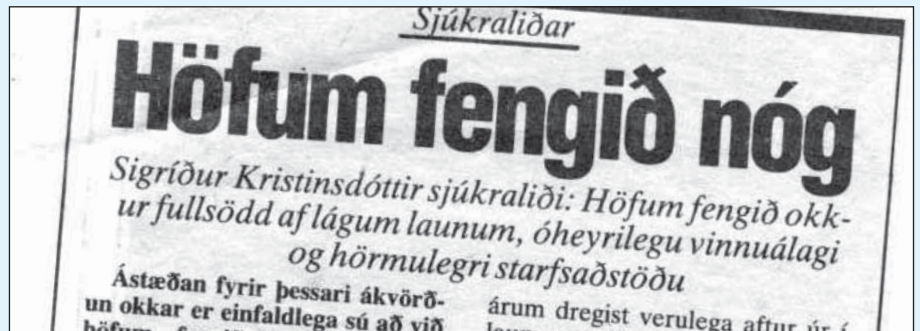 Sjúkraliðar
Höfum fengið nóg
Sigríður Kristinsdóttir sjúkraliði: Höfum fengið okk-
ur fullsödd af lágum launum, óheyrilegu vinnuálagi
og hörmulegri starfsaðstöðu
Ástæðan fyrir þessari ákvörð-
un okkar er einfaldlega sú að við
höfum
árum dregist verulega aftur úr í